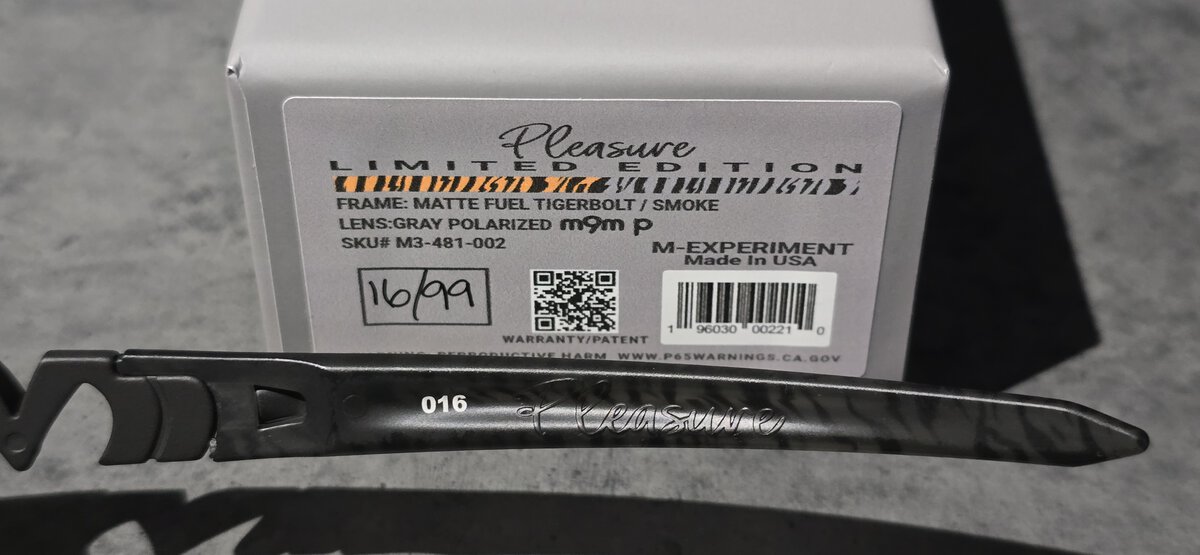 Pleasure
LIMITED EDITION
FRAME: MATTE FUEL TIGERBOLT / SMOKE
LENS:GRAY POLARIZED m9m p
SKU# M3-481-002
M-EXPERIMENT
Made In USA
16/99
1 96030 00221 0
WARRANTY/PATENT
REPRODUCTIVE HARM WWW.P65WARNINGS.CA.GOV
016
Pleasure